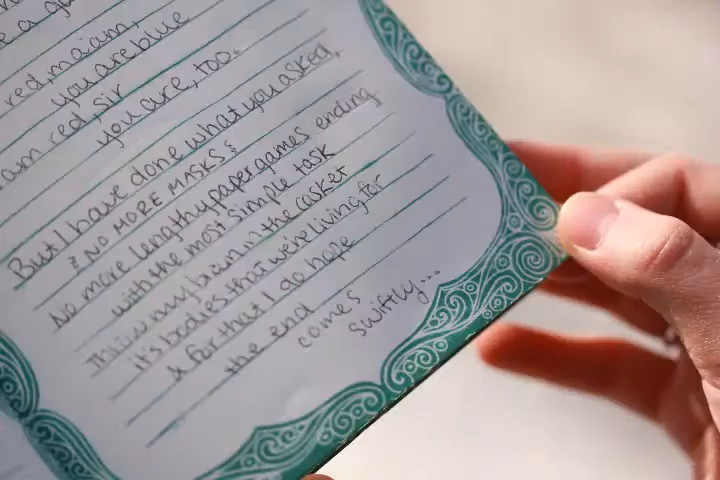 e a g
red, ma'am,
you are blue
am red, sir
you are, too.
But I have done what you asked,
& NO MORE MASKS &
No more lengthy paper games ending
with the most simple task
Throw my brain in the casket
it's bodies that we're living for
& for that I do hope
the end
comes
swiftly...